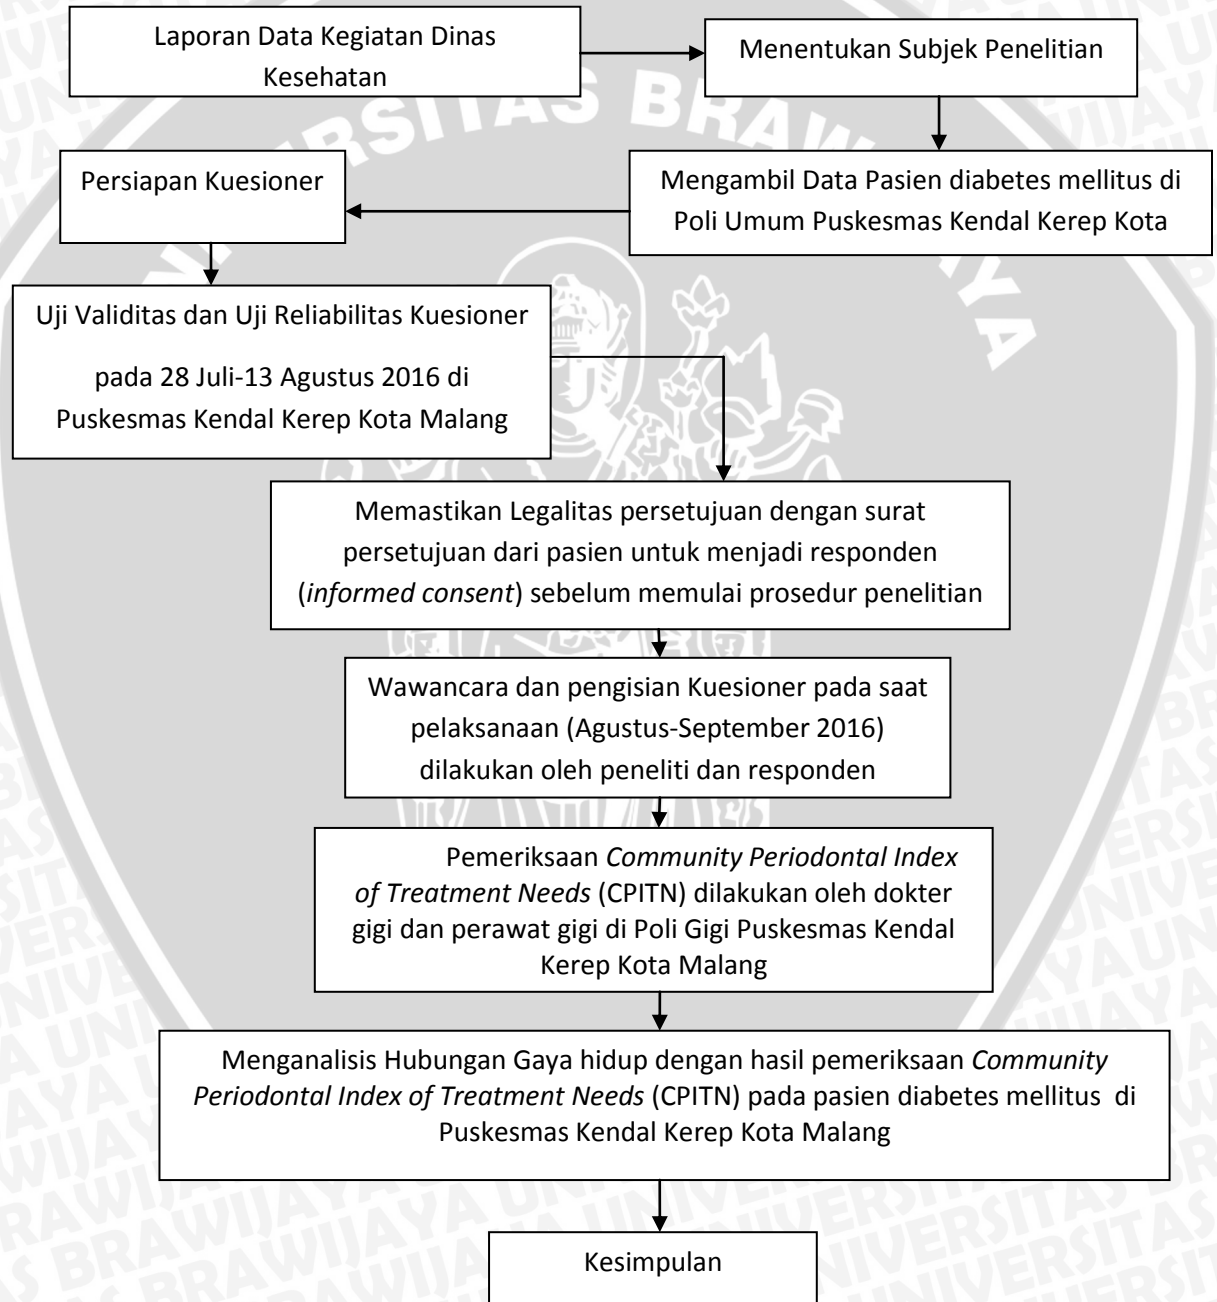 Laporan Data Kegiatan Dinas
Kesehatan
Menentukan Subjek Penelitian
Mengambil Data Pasien diabetes mellitus di
Poli Umum Puskesmas Kendal Kerep Kota
Persiapan Kuesioner
Uji Validitas dan Uji Reliabilitas Kuesioner
pada 28 Juli-13 Agustus 2016 di
Puskesmas Kendal Kerep Kota Malang
Memastikan Legalitas persetujuan dengan surat
persetujuan dari pasien untuk menjadi responden
(informed consent) sebelum memulai prosedur penelitian
Wawancara dan pengisian Kuesioner pada saat
pelaksanaan (Agustus-September 2016)
dilakukan oleh peneliti dan responden
Pemeriksaan Community Periodontal Index
of Treatment Needs (CPITN) dilakukan oleh dokter
gigi dan perawat gigi di Poli Gigi Puskesmas Kendal
Kerep Kota Malang
Menganalisis Hubungan Gaya hidup dengan hasil pemeriksaan Community
Periodontal Index of Treatment Needs (CPITN) pada pasien diabetes mellitus di
Puskesmas Kendal Kerep Kota Malang
Kesimpulan